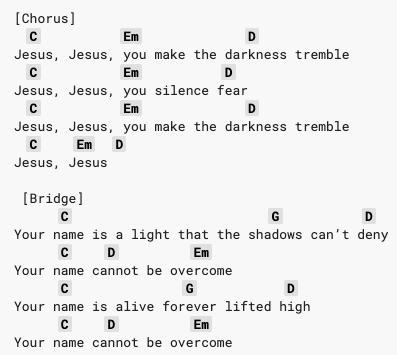 [Chorus]
C Em D
Jesus, Jesus, you make the darkness tremble
C Em D
Jesus, Jesus, you silence fear
C Em D
Jesus, Jesus, you make the darkness tremble
C Em D
Jesus, Jesus
[Bridge]
C G D
Your name is a light that the shadows can’t deny
C D Em
Your name cannot be overcome
C G D
Your name is alive forever lifted high
C D Em
Your name cannot be overcome